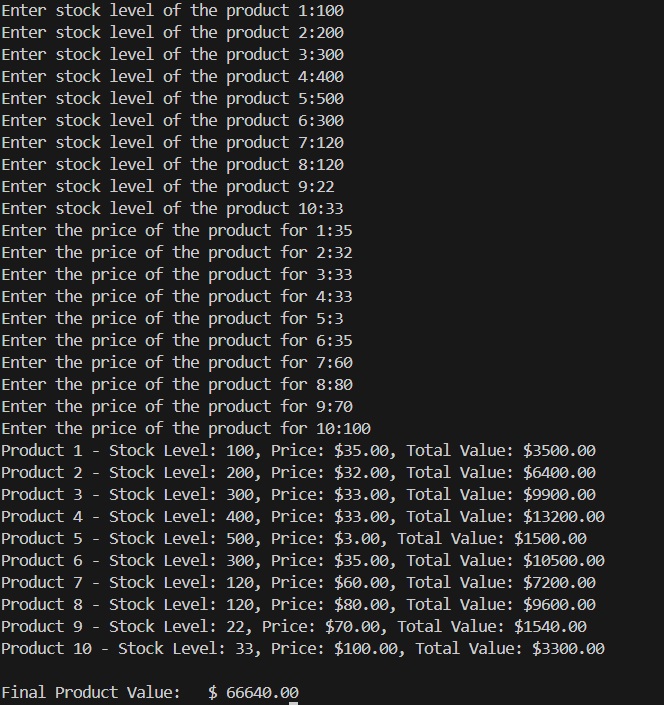 Enter stock level of the product 1:100
Enter stock level of the product 2:200
Enter stock level of the product 3:300
Enter stock level of the product 4:400
Enter stock level of the product 5:500
Enter stock level of the product 6:300
Enter stock level of the product 7:120
Enter stock level of the product 8:120
Enter stock level of the product 9:22
Enter stock level of the product 10:33
Enter the price of the product for 1:35
Enter the price of the product for 2:32
Enter the price of the product for 3:33
Enter the price of the product for 4:33
Enter the price of the product for 5:3
Enter the price of the product for 6:35
Enter the price of the product for 7:60
Enter the price of the product for 8:80
Enter the price of the product for 9:70
Enter the price of the product for 10:100
Product 1 - Stock Level: 100, Price: $35.00, Total Value: $3500.00
Product 2 - Stock Level: 200, Price: $32.00, Total Value: $6400.00
Product 3 - Stock Level: 300, Price: $33.00, Total Value: $9900.00
Product 4 - Stock Level: 400, Price: $33.00, Total Value: $13200.00
Product 5 - Stock Level: 500, Price: $3.00, Total Value: $1500.00
Product 6 - Stock Level: 300, Price: $35.00, Total Value: $10500.00
Product 7 - Stock Level: 120, Price: $60.00, Total Value: $7200.00
Product 8 - Stock Level: 120, Price: $80.00, Total Value: $9600.00
Product 9 - Stock Level: 22, Price: $70.00, Total Value: $1540.00
Product 10 - Stock Level: 33, Price: $100.00, Total Value: $3300.00

Final Product Value:   $ 66640.00